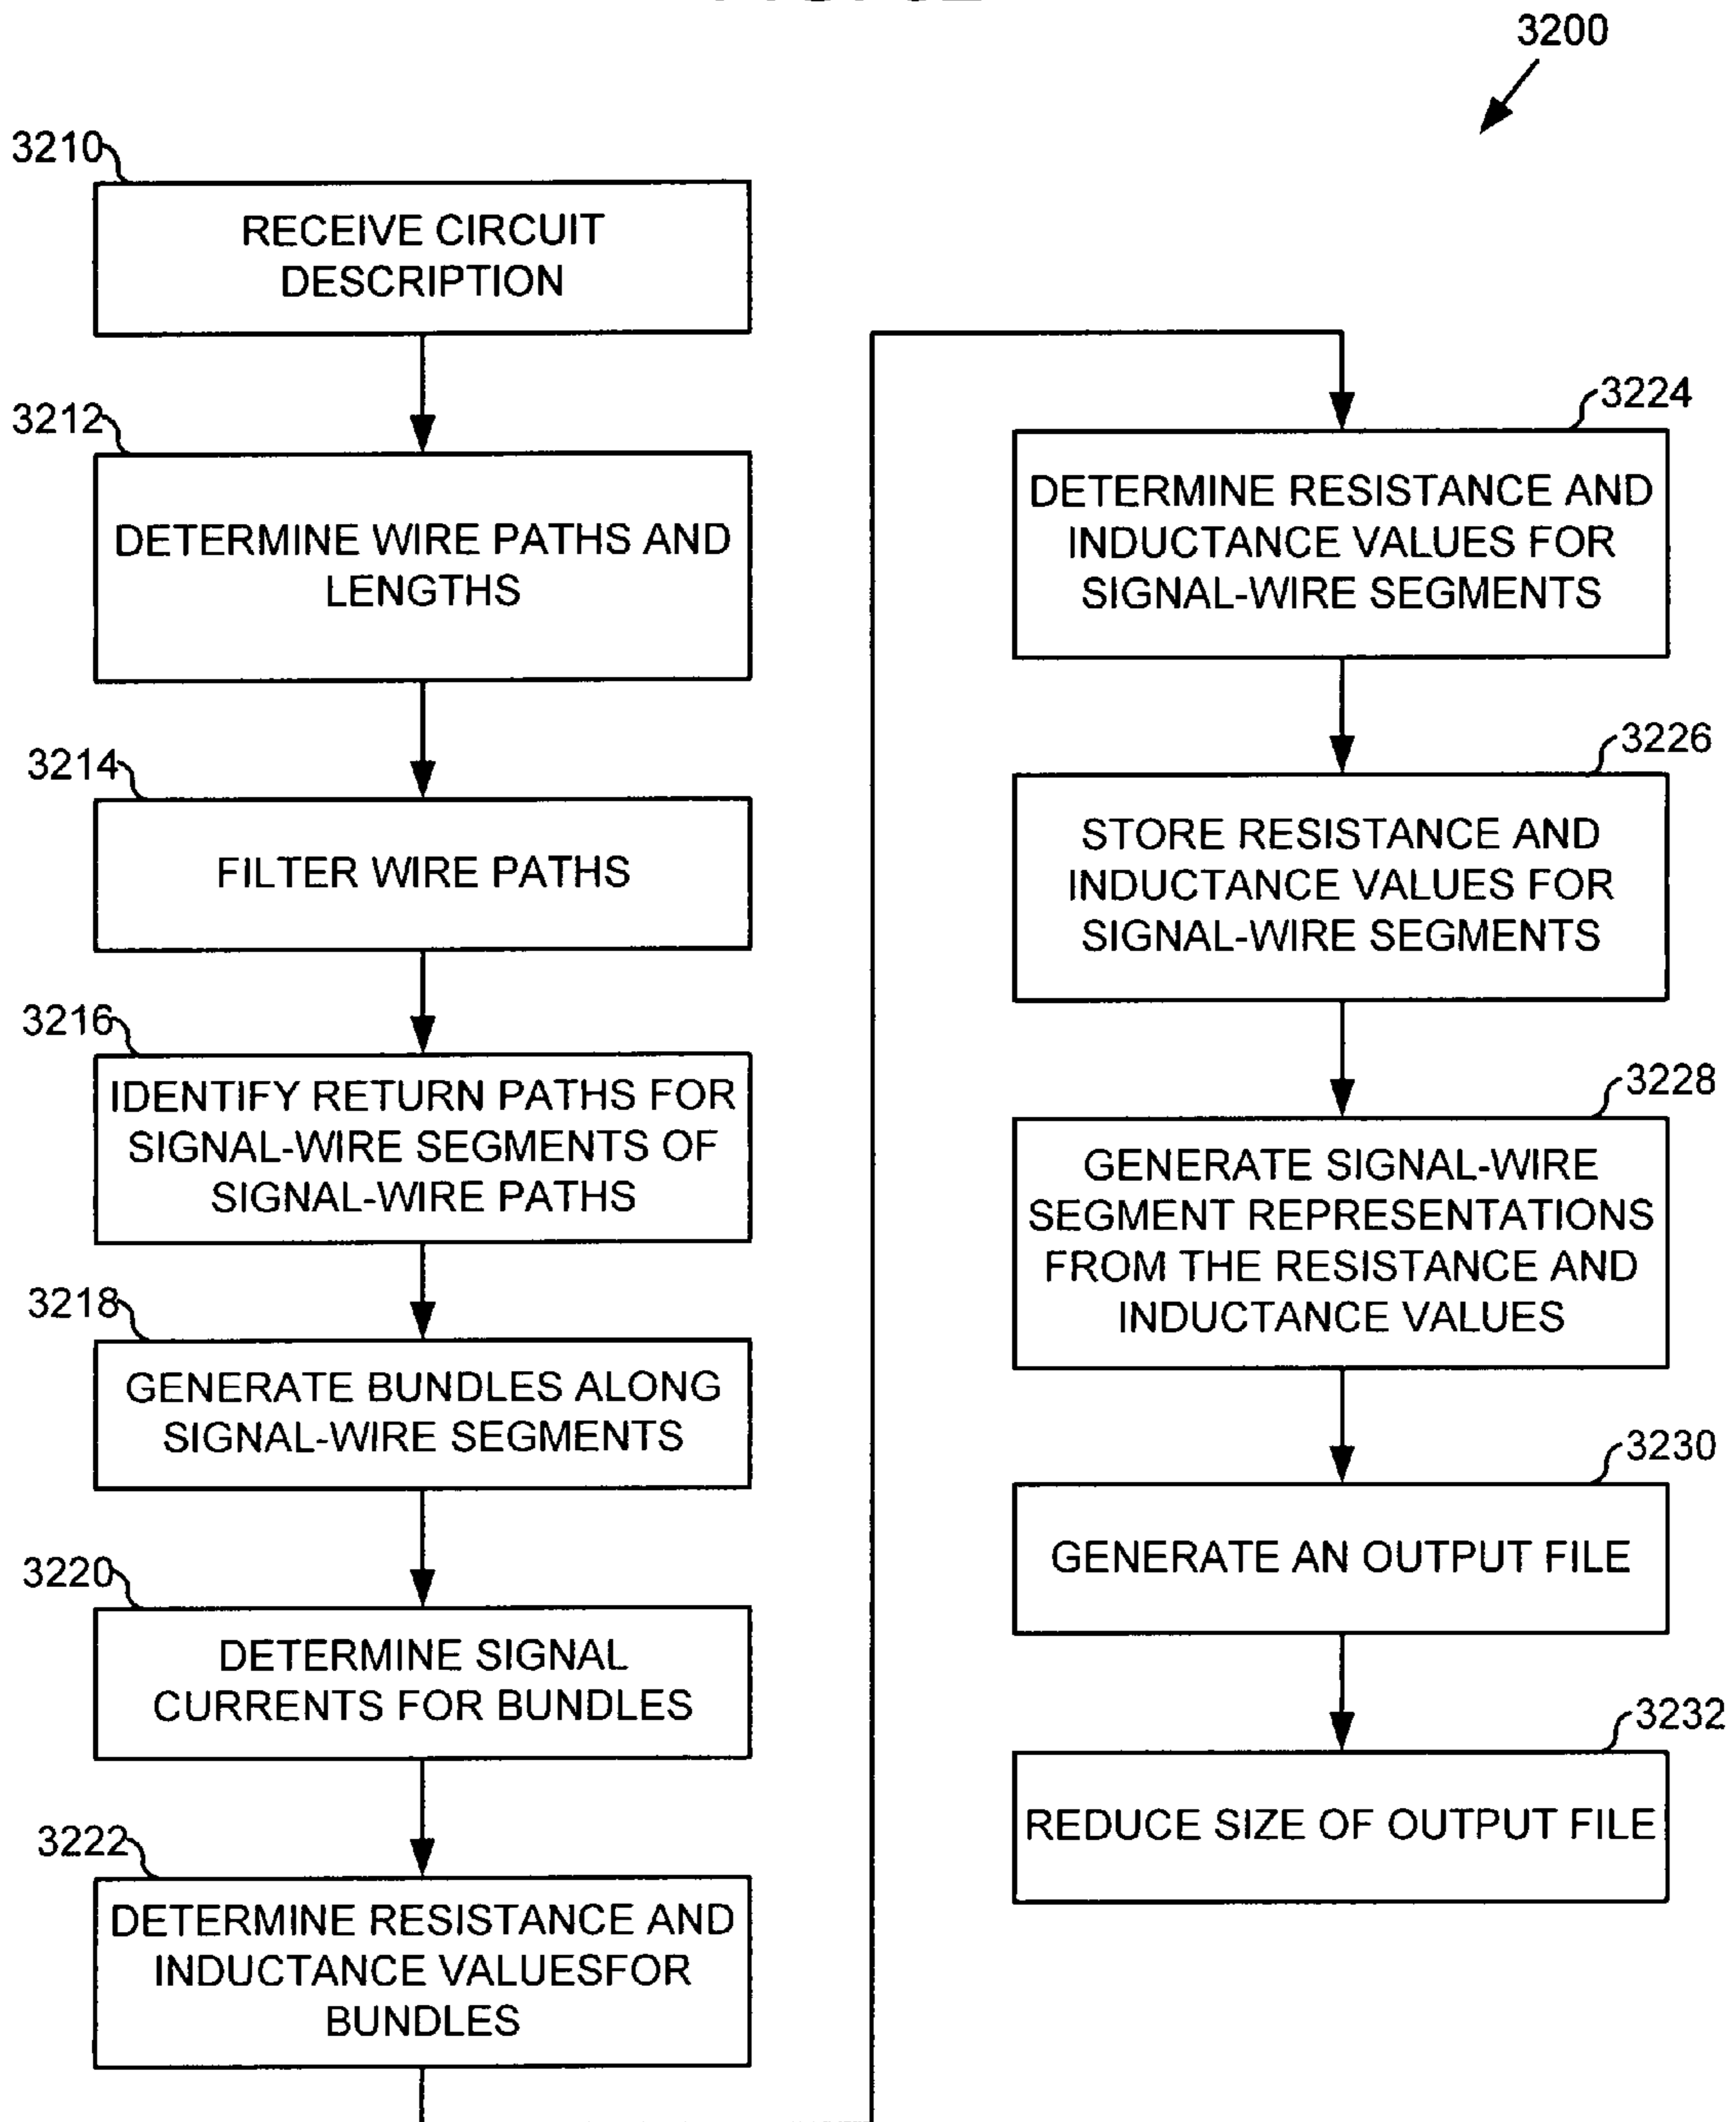 3200
3210
RECEIVE CIRCUIT
DESCRIPTION
3212
DETERMINE WIRE PATHS AND
LENGTHS
3214
FILTER WIRE PATHS
3216
IDENTIFY RETURN PATHS FOR
SIGNAL-WIRE SEGMENTS OF
SIGNAL-WIRE PATHS
3218
GENERATE BUNDLES ALONG
SIGNAL-WIRE SEGMENTS
3220
DETERMINE SIGNAL
CURRENTS FOR BUNDLES
3222
DETERMINE RESISTANCE AND
INDUCTANCE VALUESFOR
BUNDLES
3224
DETERMINE RESISTANCE AND
INDUCTANCE VALUES FOR
SIGNAL-WIRE SEGMENTS
3226
STORE RESISTANCE AND
INDUCTANCE VALUES FOR
SIGNAL-WIRE SEGMENTS
3228
GENERATE SIGNAL-WIRE
SEGMENT REPRESENTATIONS
FROM THE RESISTANCE AND
INDUCTANCE VALUES
3230
GENERATE AN OUTPUT FILE
3232
REDUCE SIZE OF OUTPUT FILE